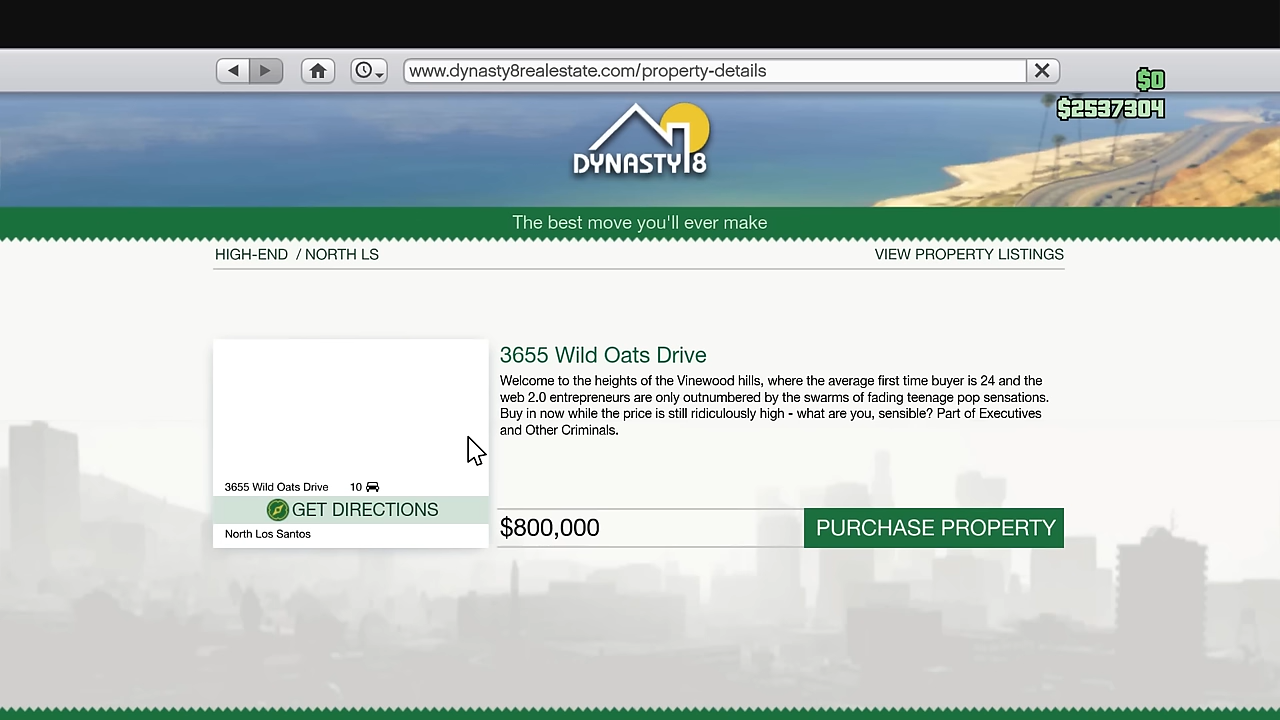 www.dynasty8realestate.com/property-details
$0
$2537304
DYNASTY8
The best move you'll ever make
HIGH-END / NORTH LS
VIEW PROPERTY LISTINGS
3655 Wild Oats Drive
Welcome to the heights of the Vinewood hills, where the average first time buyer is 24 and the
web 2.0 entrepreneurs are only outnumbered by the swarms of fading teenage pop sensations.
Buy in now while the price is still ridiculously high - what are you, sensible? Part of Executives
and Other Criminals.
3655 Wild Oats Drive 10
GET DIRECTIONS
North Los Santos
$800,000
PURCHASE PROPERTY